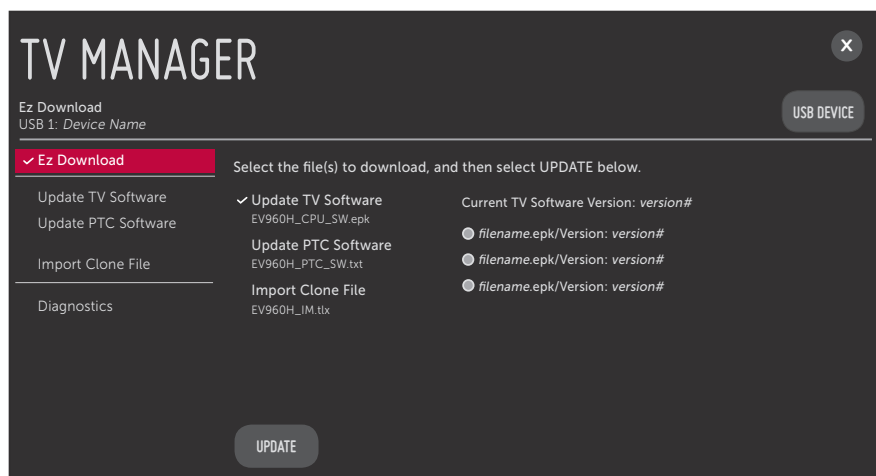 TV MANAGER
X
Ez Download
USB 1: Device Name
USB DEVICE
Ez Download
Update TV Software
Update PTC Software
Import Clone File
Diagnostics
Select the file(s) to download, and then select UPDATE below.
Update TV Software
EV960H_CPU_SW.epk
Update PTC Software
EV960H_PTC_SW.txt
Import Clone File
EV960H_IM.tlx
Current TV Software Version: version#
filename.epk/Version: version#
filename.epk/Version: version#
filename.epk/Version: version#
UPDATE